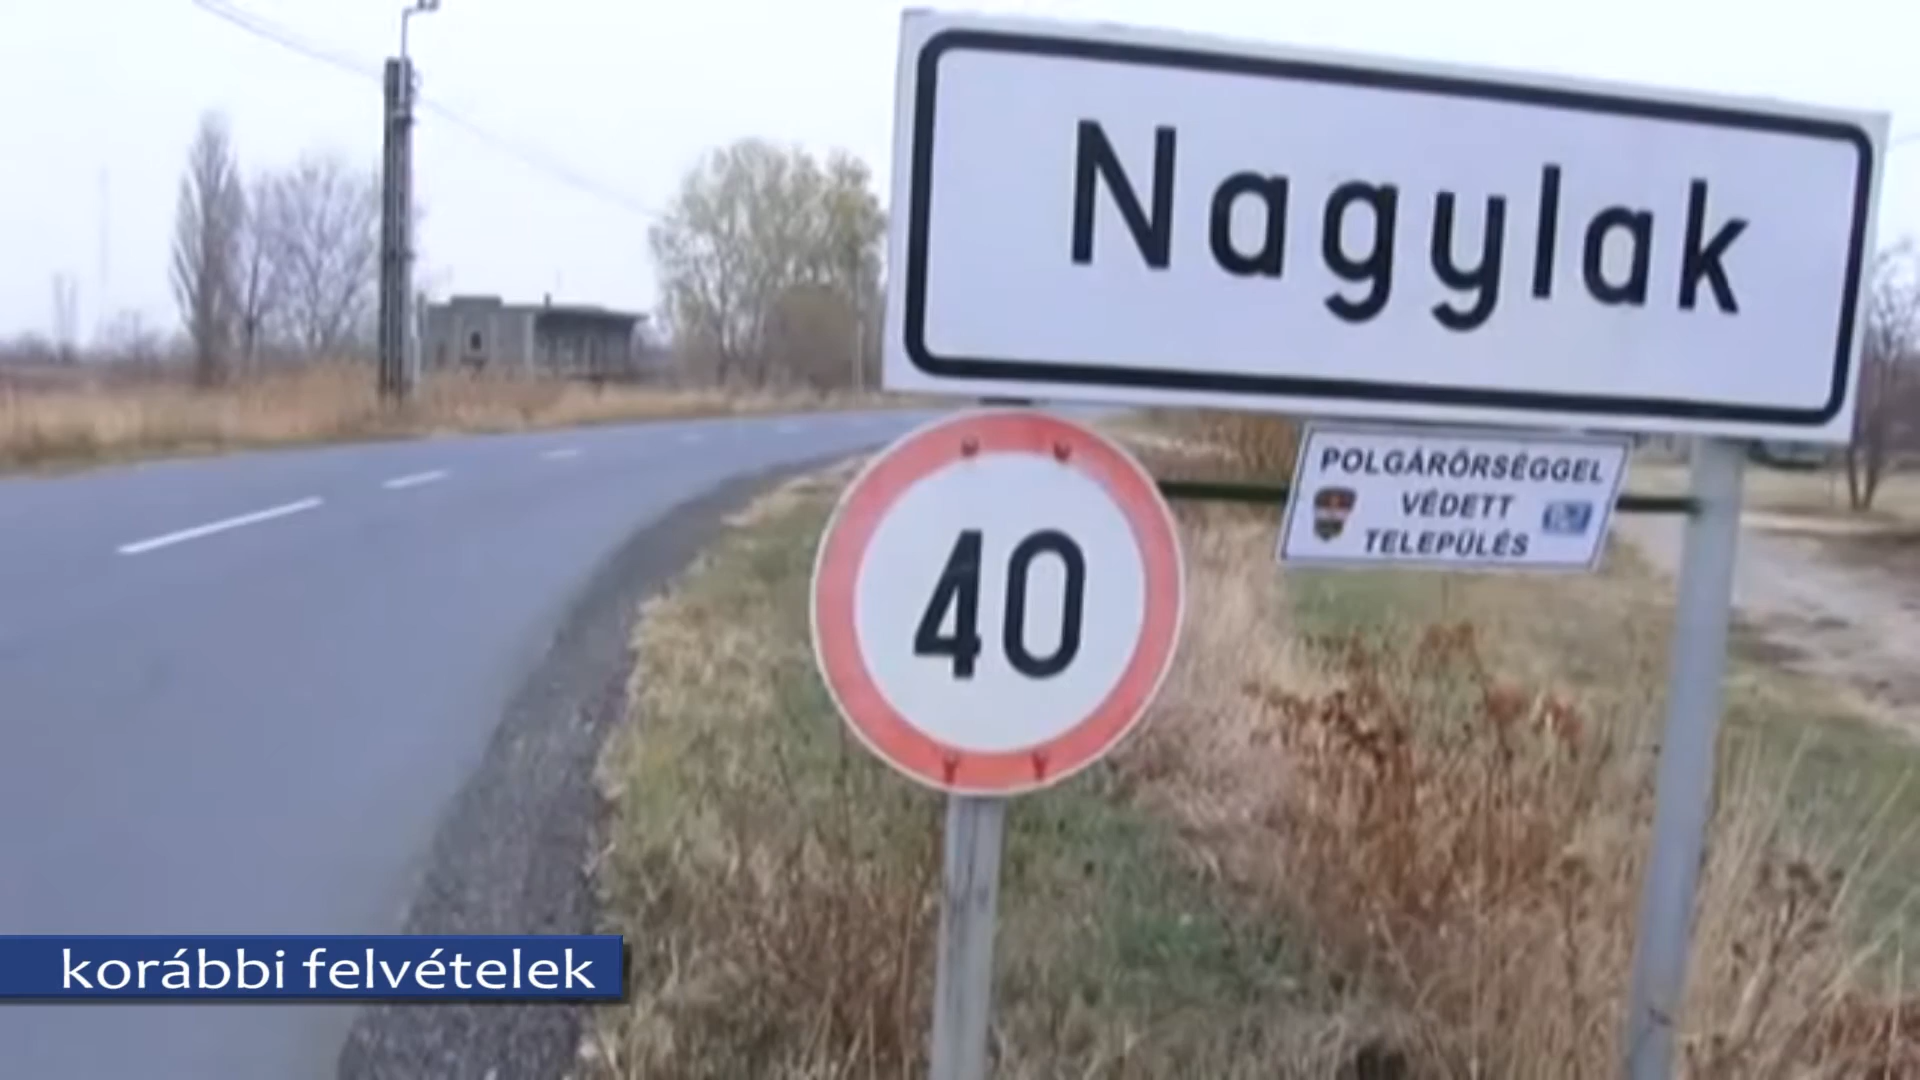 Nagylak
POLGÁRŐRSÉGGEL
VÉDETT
TELEPÜLÉS
40
korábbi felvételek